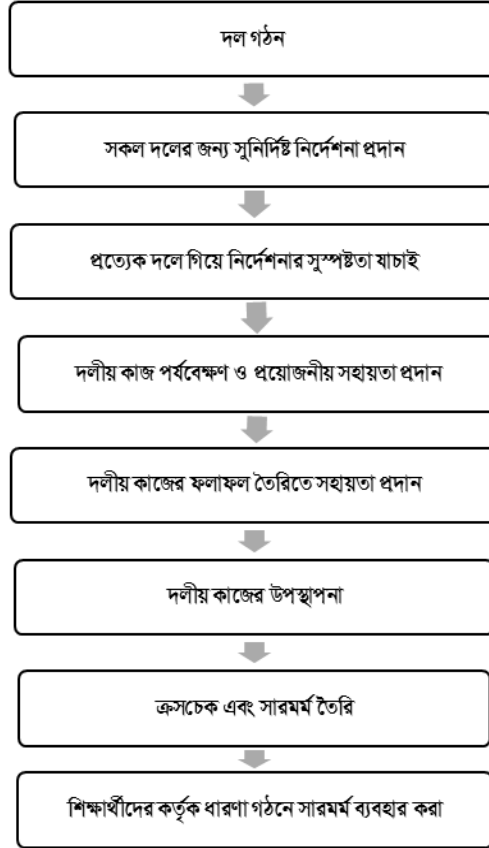 দল গঠন
সকল দলের জন্য সুনির্দিষ্ট নির্দেশনা প্রদান
প্রত্যেক দলে গিয়ে নির্দেশনার সুস্পষ্টতা যাচাই
দলীয় কাজ পর্যবেক্ষণ ও প্রয়োজনীয় সহায়তা প্রদান
দলীয় কাজের ফলাফল তৈরিতে সহায়তা প্রদান
দলীয় কাজের উপস্থাপনা
ক্রসচেক এবং সারমর্ম তৈরি
শিক্ষার্থীদের কর্তৃক ধারণা গঠনে সারমর্ম ব্যবহার করা